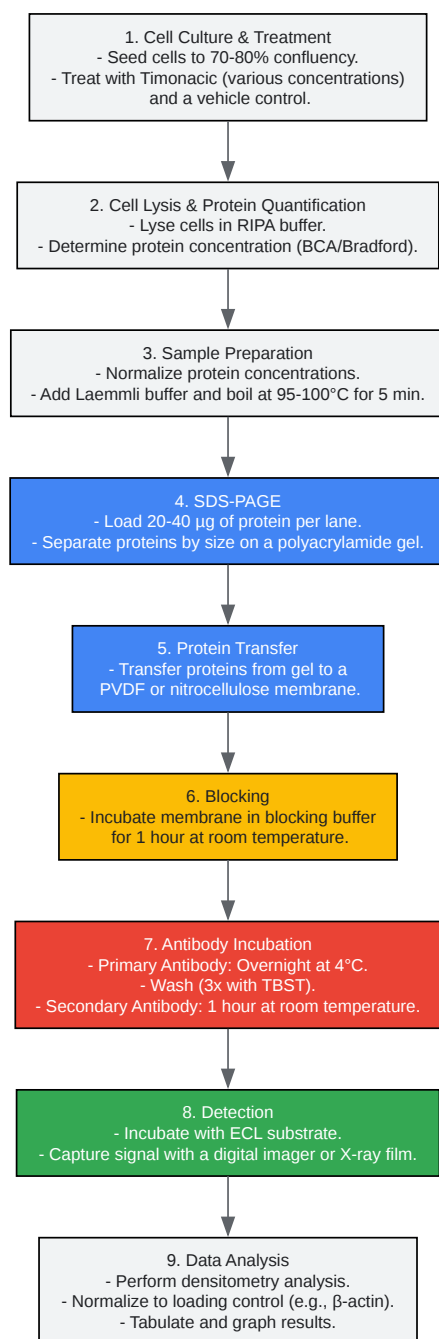 1. Cell Culture & Treatment
- Seed cells to 70-80% confluency.
- Treat with Timonacic (various concentrations)
and a vehicle control.
2. Cell Lysis & Protein Quantification
- Lyse cells in RIPA buffer.
- Determine protein concentration (BCA/Bradford).
3. Sample Preparation
- Normalize protein concentrations.
- Add Laemmli buffer and boil at 95-100°C for 5 min.
4. SDS-PAGE
- Load 20-40 µg of protein per lane.
- Separate proteins by size on a polyacrylamide gel.
5. Protein Transfer
- Transfer proteins from gel to a
PVDF or nitrocellulose membrane.
6. Blocking
- Incubate membrane in blocking buffer
for 1 hour at room temperature.
7. Antibody Incubation
- Primary Antibody: Overnight at 4°C.
- Wash (3x with TBST).
- Secondary Antibody: 1 hour at room temperature.
8. Detection
- Incubate with ECL substrate.
- Capture signal with a digital imager or X-ray film.
9. Data Analysis
- Perform densitometry analysis.
- Normalize to loading control (e.g., β-actin).
- Tabulate and graph results.